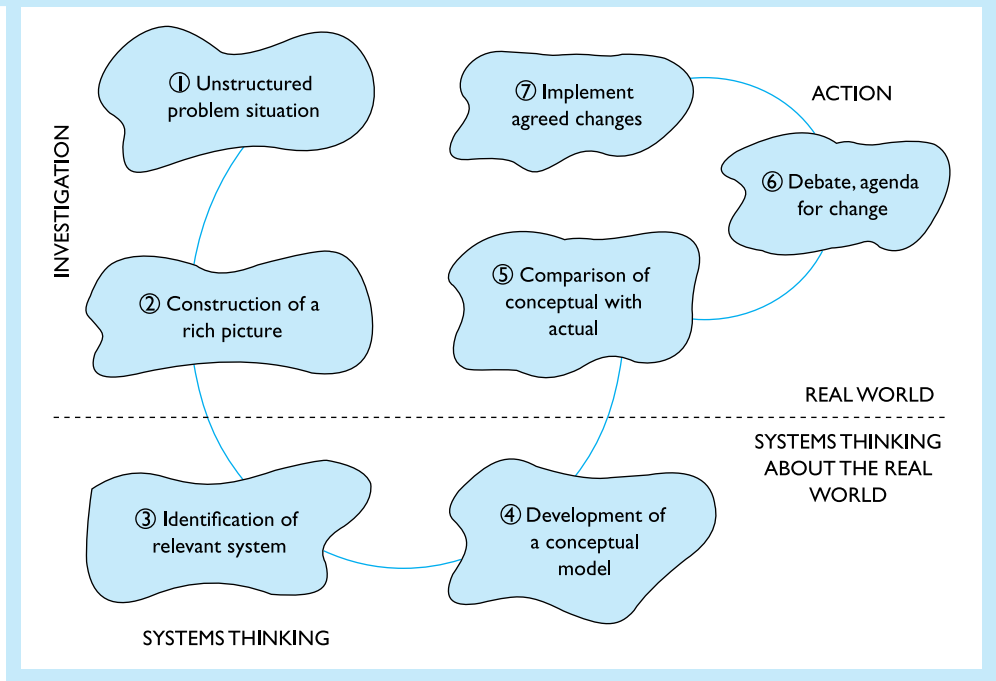 INVESTIGATION
① Unstructured
problem situation
② Construction of a
rich picture
③ Identification of
relevant system
SYSTEMS THINKING
④ Development of
a conceptual
model
⑤ Comparison of
conceptual with
actual
⑥ Debate, agenda
for change
⑦ Implement
agreed changes
ACTION
REAL WORLD
SYSTEMS THINKING
ABOUT THE REAL
WORLD